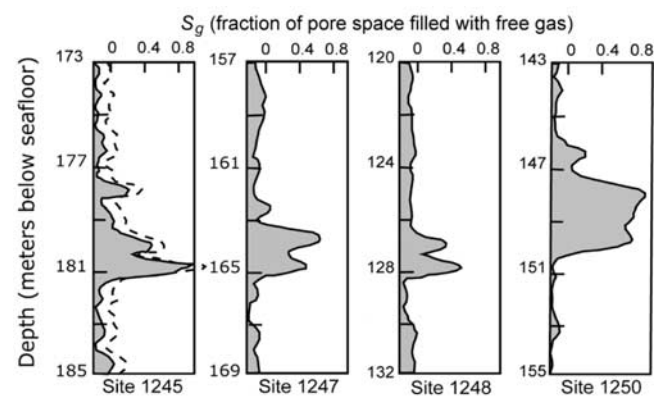 Sg (fraction of pore space filled with free gas)
0 0.4 0.8
0 0.4 0.8
0 0.4 0.8
0 0.4 0.8
Depth (meters below seafloor)
173
177
181
185
Site 1245
157
161
165
169
Site 1247
120
124
128
132
Site 1248
143
147
151
155
Site 1250